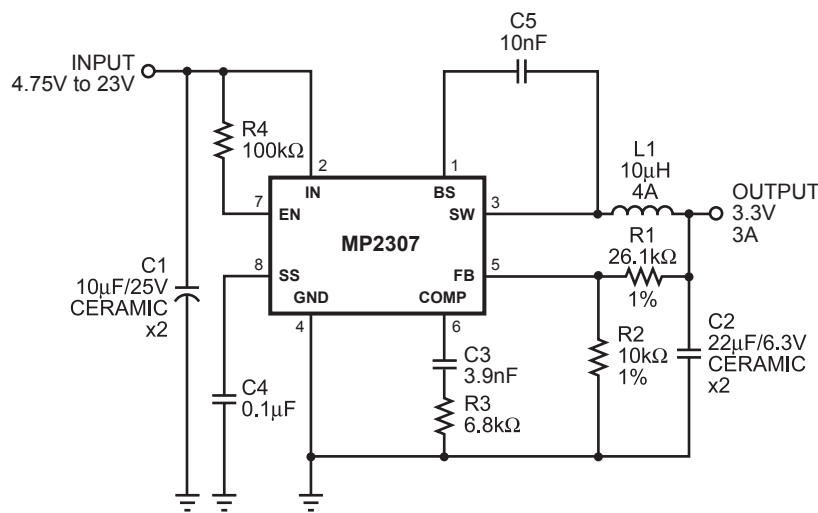 C5
10nF
INPUT
4.75V to 23V
R4
100kΩ
2
1
L1
10µH
4A
OUTPUT
3.3V
3A
IN
BS
7
EN
SW
3
MP2307
R1
26.1kΩ
1%
8
SS
FB
5
C1
10µF/25V
CERAMIC
x2
GND
COMP
4
6
C3
3.9nF
R2
10kΩ
1%
C2
22µF/6.3V
CERAMIC
x2
C4
0.1µF
R3
6.8kΩ